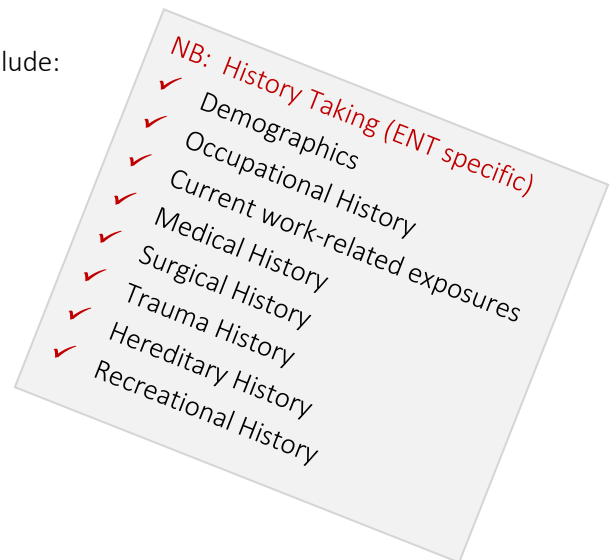 lude:
NB: History Taking (ENT specific)
✓ Demographics
✓ Occupational History
✓ Current work-related exposures
✓ Medical History
✓ Surgical History
✓ Trauma History
✓ Hereditary History
✓ Recreational History